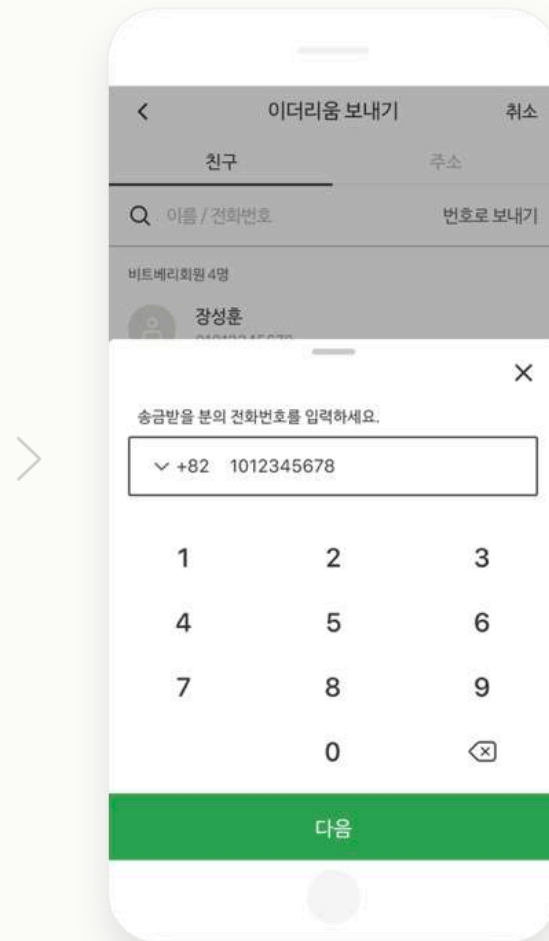 이더리움 보내기 취소
친구 주소
이름 / 전화번호 번호로 보내기
비트베리회원 4명
장성훈
송금받을 분의 전화번호를 입력하세요.
+82 1012345678
1 2 3
4 5 6
7 8 9
0
다음